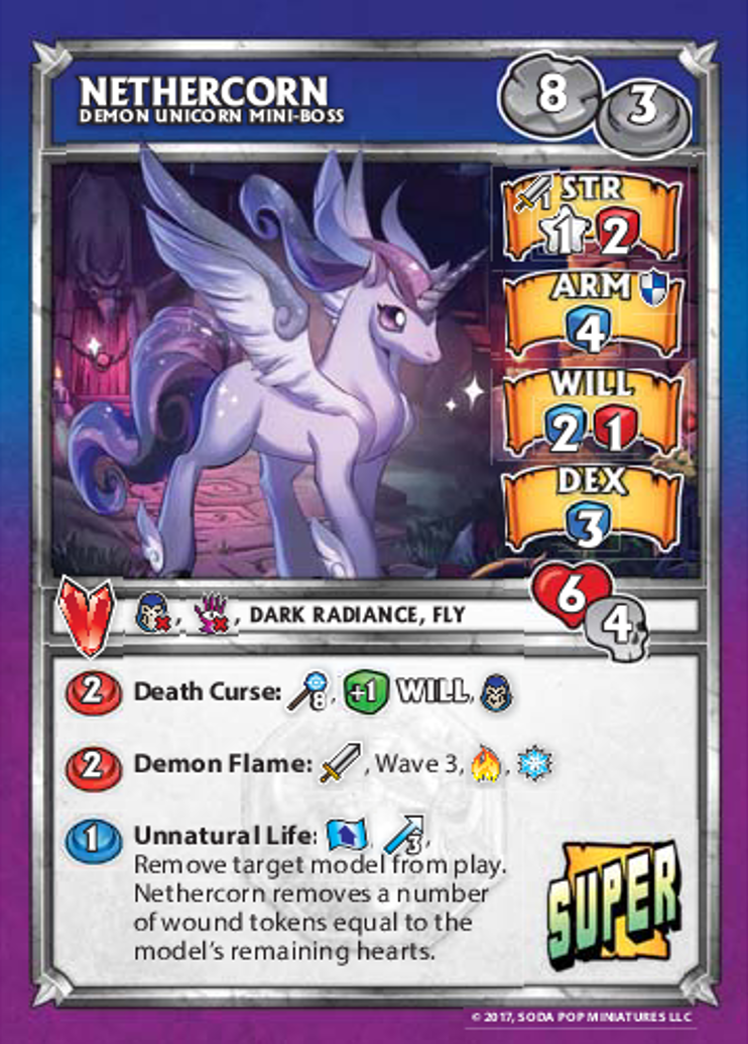 NETHERCORN
DEMON UNICORN MINI-BOSS
8
3
1 STR
1 2
ARM
4
WILL
2 1
DEX
3
DARK RADIANCE, FLY
6
4
2 Death Curse: 8, +1 WILL,
2 Demon Flame: , Wave 3, ,
1 Unnatural Life: , 3,
Remove target model from play.
Nethercorn removes a number
of wound tokens equal to the
model's remaining hearts.
SUPER
© 2017, SODA POP MINIATURES LLC